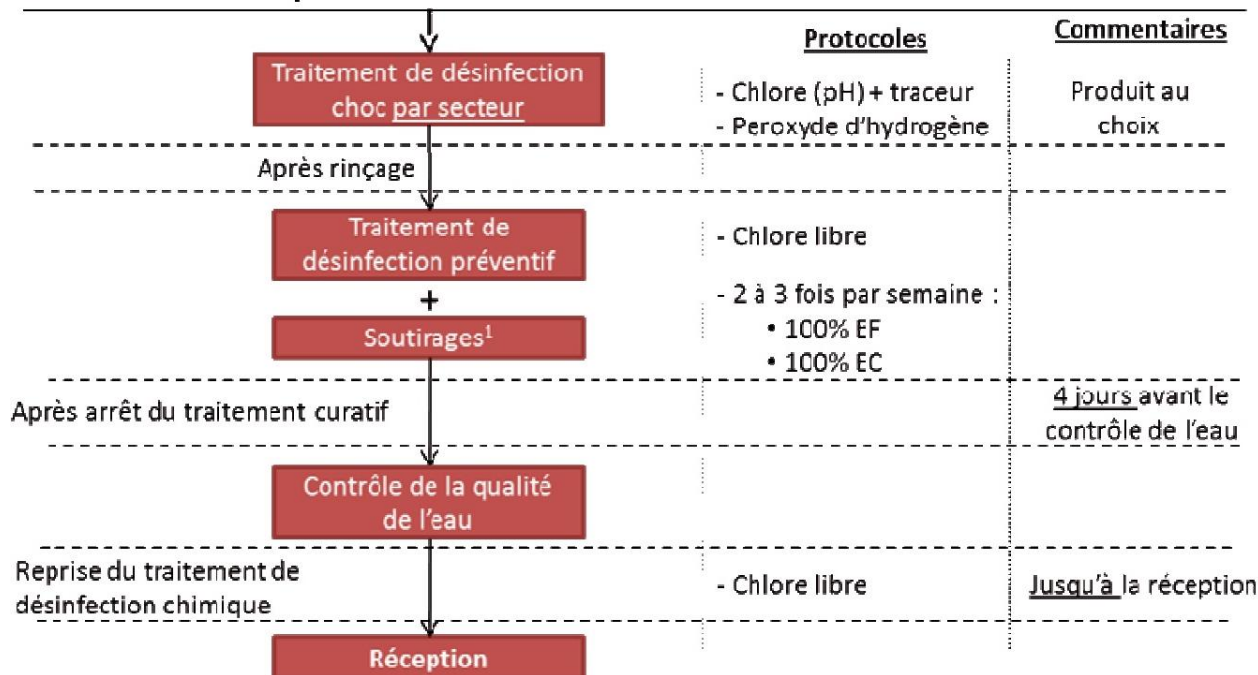 Protocoles
Commentaires
Traitement de désinfection
choc par secteur
- Chlore (pH) + traceur
- Peroxyde d'hydrogène
Produit au
choix
Après rinçage
Traitement de
désinfection préventif
- Chlore libre
+
Soutirages¹
- 2 à 3 fois par semaine :
• 100% EF
• 100% EC
Après arrêt du traitement curatif
4 jours avant le
contrôle de l'eau
Contrôle de la qualité
de l'eau
Reprise du traitement de
désinfection chimique
- Chlore libre
Jusqu'à la réception
Réception